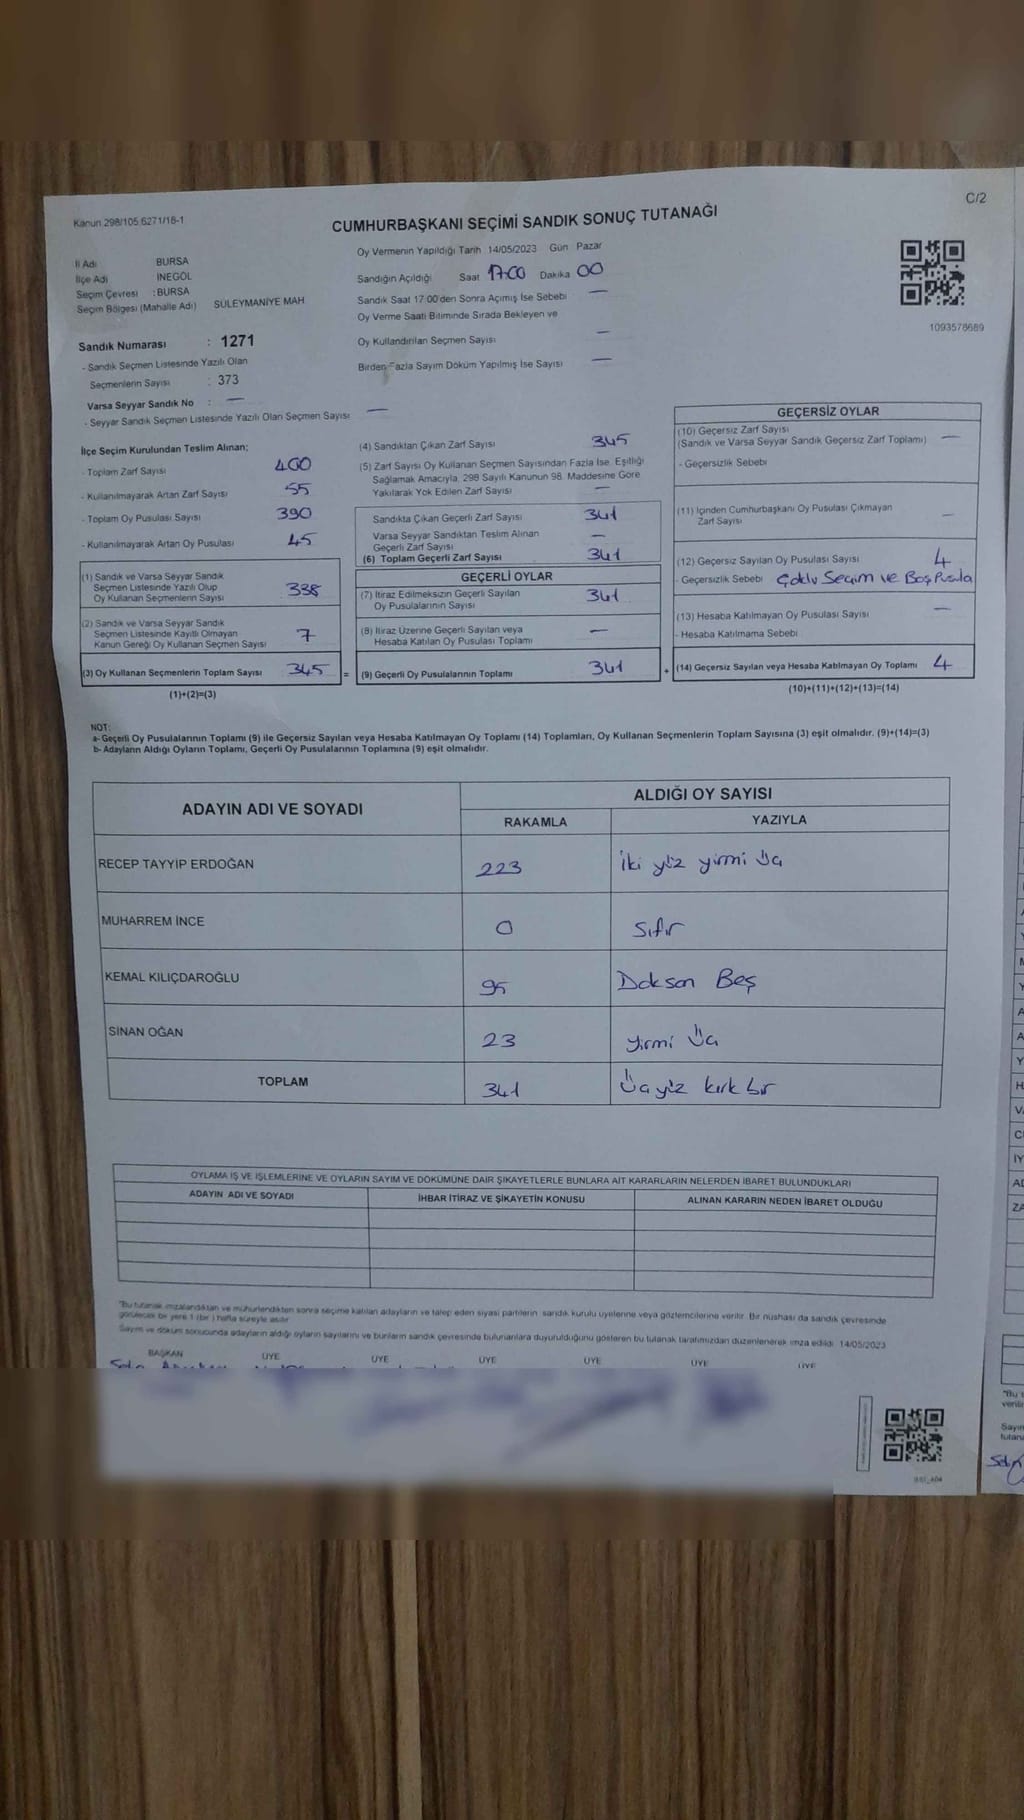 Kanun 298/105 6271/18-1
C/2
CUMHURBAŞKANI SEÇİMİ SANDIK SONUÇ TUTANAĞI
İl Adı BURSA
İlçe Adı İNEGÖL
Seçim Çevresi : BURSA
Seçim Bölgesi (Mahalle Adı) SÜLEYMANİYE MAH
Sandık Numarası : 1271
- Sandık Seçmen Listesinde Yazılı Olan
Seçmenlerin Sayısı : 373
Varsa Seyyar Sandık No : —
- Seyyar Sandık Seçmen Listesinde Yazılı Olan Seçmen Sayısı —
Oy Vermenin Yapıldığı Tarih 14/05/2023 Gün Pazar
Sandığın Açıldığı Saat 17:00 Dakika 00
Sandık Saat 17:00'den Sonra Açılmış İse Sebebi —
Oy Verme Saati Bitiminde Sırada Bekleyen ve
Oy Kullandırılan Seçmen Sayısı —
Birden Fazla Sayım Döküm Yapılmış İse Sayısı —
1093578689
İlçe Seçim Kurulundan Teslim Alınan;
- Toplam Zarf Sayısı 400
- Kullanılmayarak Artan Zarf Sayısı 55
- Toplam Oy Pusulası Sayısı 390
- Kullanılmayarak Artan Oy Pusulası 45
(1) Sandık ve Varsa Seyyar Sandık
Seçmen Listesinde Yazılı Olup
Oy Kullanan Seçmenlerin Sayısı 338
(2) Sandık ve Varsa Seyyar Sandık
Seçmen Listesinde Kayıtlı Olmayan
Kanun Gereği Oy Kullanan Seçmen Sayısı 7
(3) Oy Kullanan Seçmenlerin Toplam Sayısı 345 =
(1)+(2)=(3)
(4) Sandıktan Çıkan Zarf Sayısı 345
(5) Zarf Sayısı Oy Kullanan Seçmen Sayısından Fazla İse, Eşitliği
Sağlamak Amacıyla, 298 Sayılı Kanunun 98. Maddesine Göre
Yakılarak Yok Edilen Zarf Sayısı —
Sandıkta Çıkan Geçerli Zarf Sayısı 341
Varsa Seyyar Sandıktan Teslim Alınan
Geçerli Zarf Sayısı —
(6) Toplam Geçerli Zarf Sayısı 341
GEÇERLİ OYLAR
(7) İtiraz Edilmeksizin Geçerli Sayılan
Oy Pusulalarının Sayısı 341
(8) İtiraz Üzerine Geçerli Sayılan veya
Hesaba Katılan Oy Pusulası Toplamı —
(9) Geçerli Oy Pusulalarının Toplamı 341 +
GEÇERSİZ OYLAR
(10) Geçersiz Zarf Sayısı
(Sandık ve Varsa Seyyar Sandık Geçersiz Zarf Toplamı) —
- Geçersizlik Sebebi
(11) İçinden Cumhurbaşkanı Oy Pusulası Çıkmayan
Zarf Sayısı —
(12) Geçersiz Sayılan Oy Pusulası Sayısı 4
- Geçersizlik Sebebi Çoklu Seçim ve Boş Pusula
(13) Hesaba Katılmayan Oy Pusulası Sayısı —
- Hesaba Katılmama Sebebi
(14) Geçersiz Sayılan veya Hesaba Katılmayan Oy Toplamı 4
(10)+(11)+(12)+(13)=(14)
NOT:
a- Geçerli Oy Pusulalarının Toplamı (9) ile Geçersiz Sayılan veya Hesaba Katılmayan Oy Toplamı (14) Toplamları, Oy Kullanan Seçmenlerin Toplam Sayısına (3) eşit olmalıdır. (9)+(14)=(3)
b- Adayların Aldığı Oyların Toplamı, Geçerli Oy Pusulalarının Toplamına (9) eşit olmalıdır.
ADAYIN ADI VE SOYADI
ALDIĞI OY SAYISI
RAKAMLA YAZIYLA
RECEP TAYYİP ERDOĞAN 223 İki yüz yirmi üç
MUHARREM İNCE 0 Sıfır
KEMAL KILIÇDAROĞLU 95 Doksan Beş
SİNAN OĞAN 23 Yirmi üç
TOPLAM 341 Üçyüz kırk bir
OYLAMA İŞ VE İŞLEMLERİNE VE OYLARIN SAYIM VE DÖKÜMÜNE DAİR ŞİKAYETLERLE BUNLARA AİT KARARLARIN NELERDEN İBARET BULUNDUKLARI
ADAYIN ADI VE SOYADI İHBAR İTİRAZ VE ŞİKAYETİN KONUSU ALINAN KARARIN NEDEN İBARET OLDUĞU
"Bu tutanak imzalandıktan ve mühürlendikten sonra seçime katılan adayların ve talep eden siyasi partilerin sandık kurulu üyelerine veya gözlemcilerine verilir. Bir nüshası da sandık çevresinde
görülecek bir yere 1 (bir) hafta süreyle asılır.
Sayım ve döküm sonucunda adayların aldığı oyların sayılarını ve bunların sandık çevresinde bulunanlara duyurulduğunu gösteren bu tutanak tarafımızdan düzenlenerek imza edildi. 14/05/2023
BAŞKAN ÜYE ÜYE ÜYE ÜYE ÜYE ÜYE